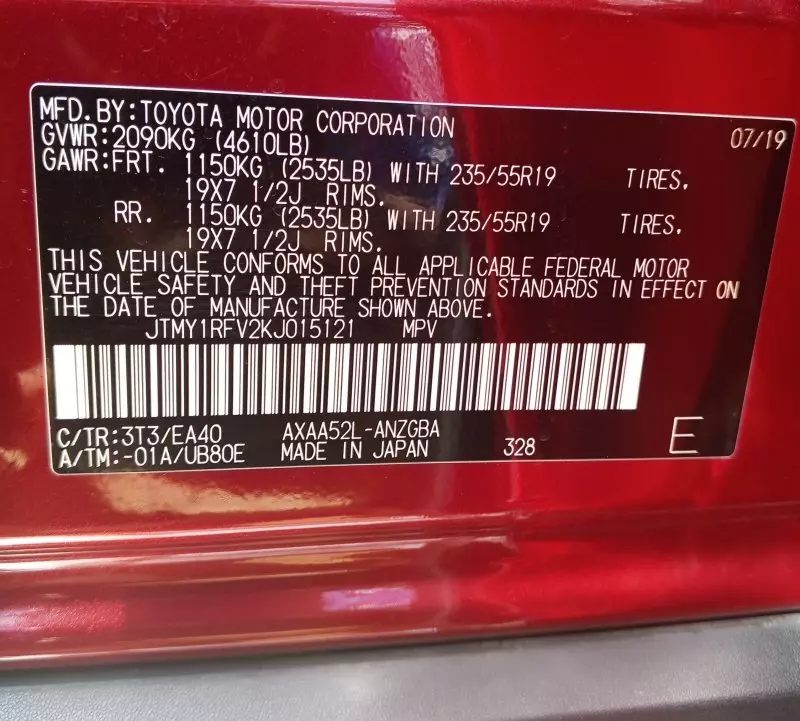 MFD.BY:TOYOTA MOTOR CORPORATION 07/19
GVWR:2090KG (4610LB)
GAWR:FRT. 1150KG (2535LB) WITH 235/55R19 TIRES.
19X7 1/2J RIMS.
RR. 1150KG (2535LB) WITH 235/55R19 TIRES.
19X7 1/2J RIMS.
THIS VEHICLE CONFORMS TO ALL APPLICABLE FEDERAL MOTOR
VEHICLE SAFETY AND THEFT PREVENTION STANDARDS IN EFFECT ON
THE DATE OF MANUFACTURE SHOWN ABOVE.
JTMY1RFV2KJ015121 MPV
C/TR:3T3/EA40 AXAA52L-ANZGBA
A/TM:-01A/UB80E MADE IN JAPAN 328 E